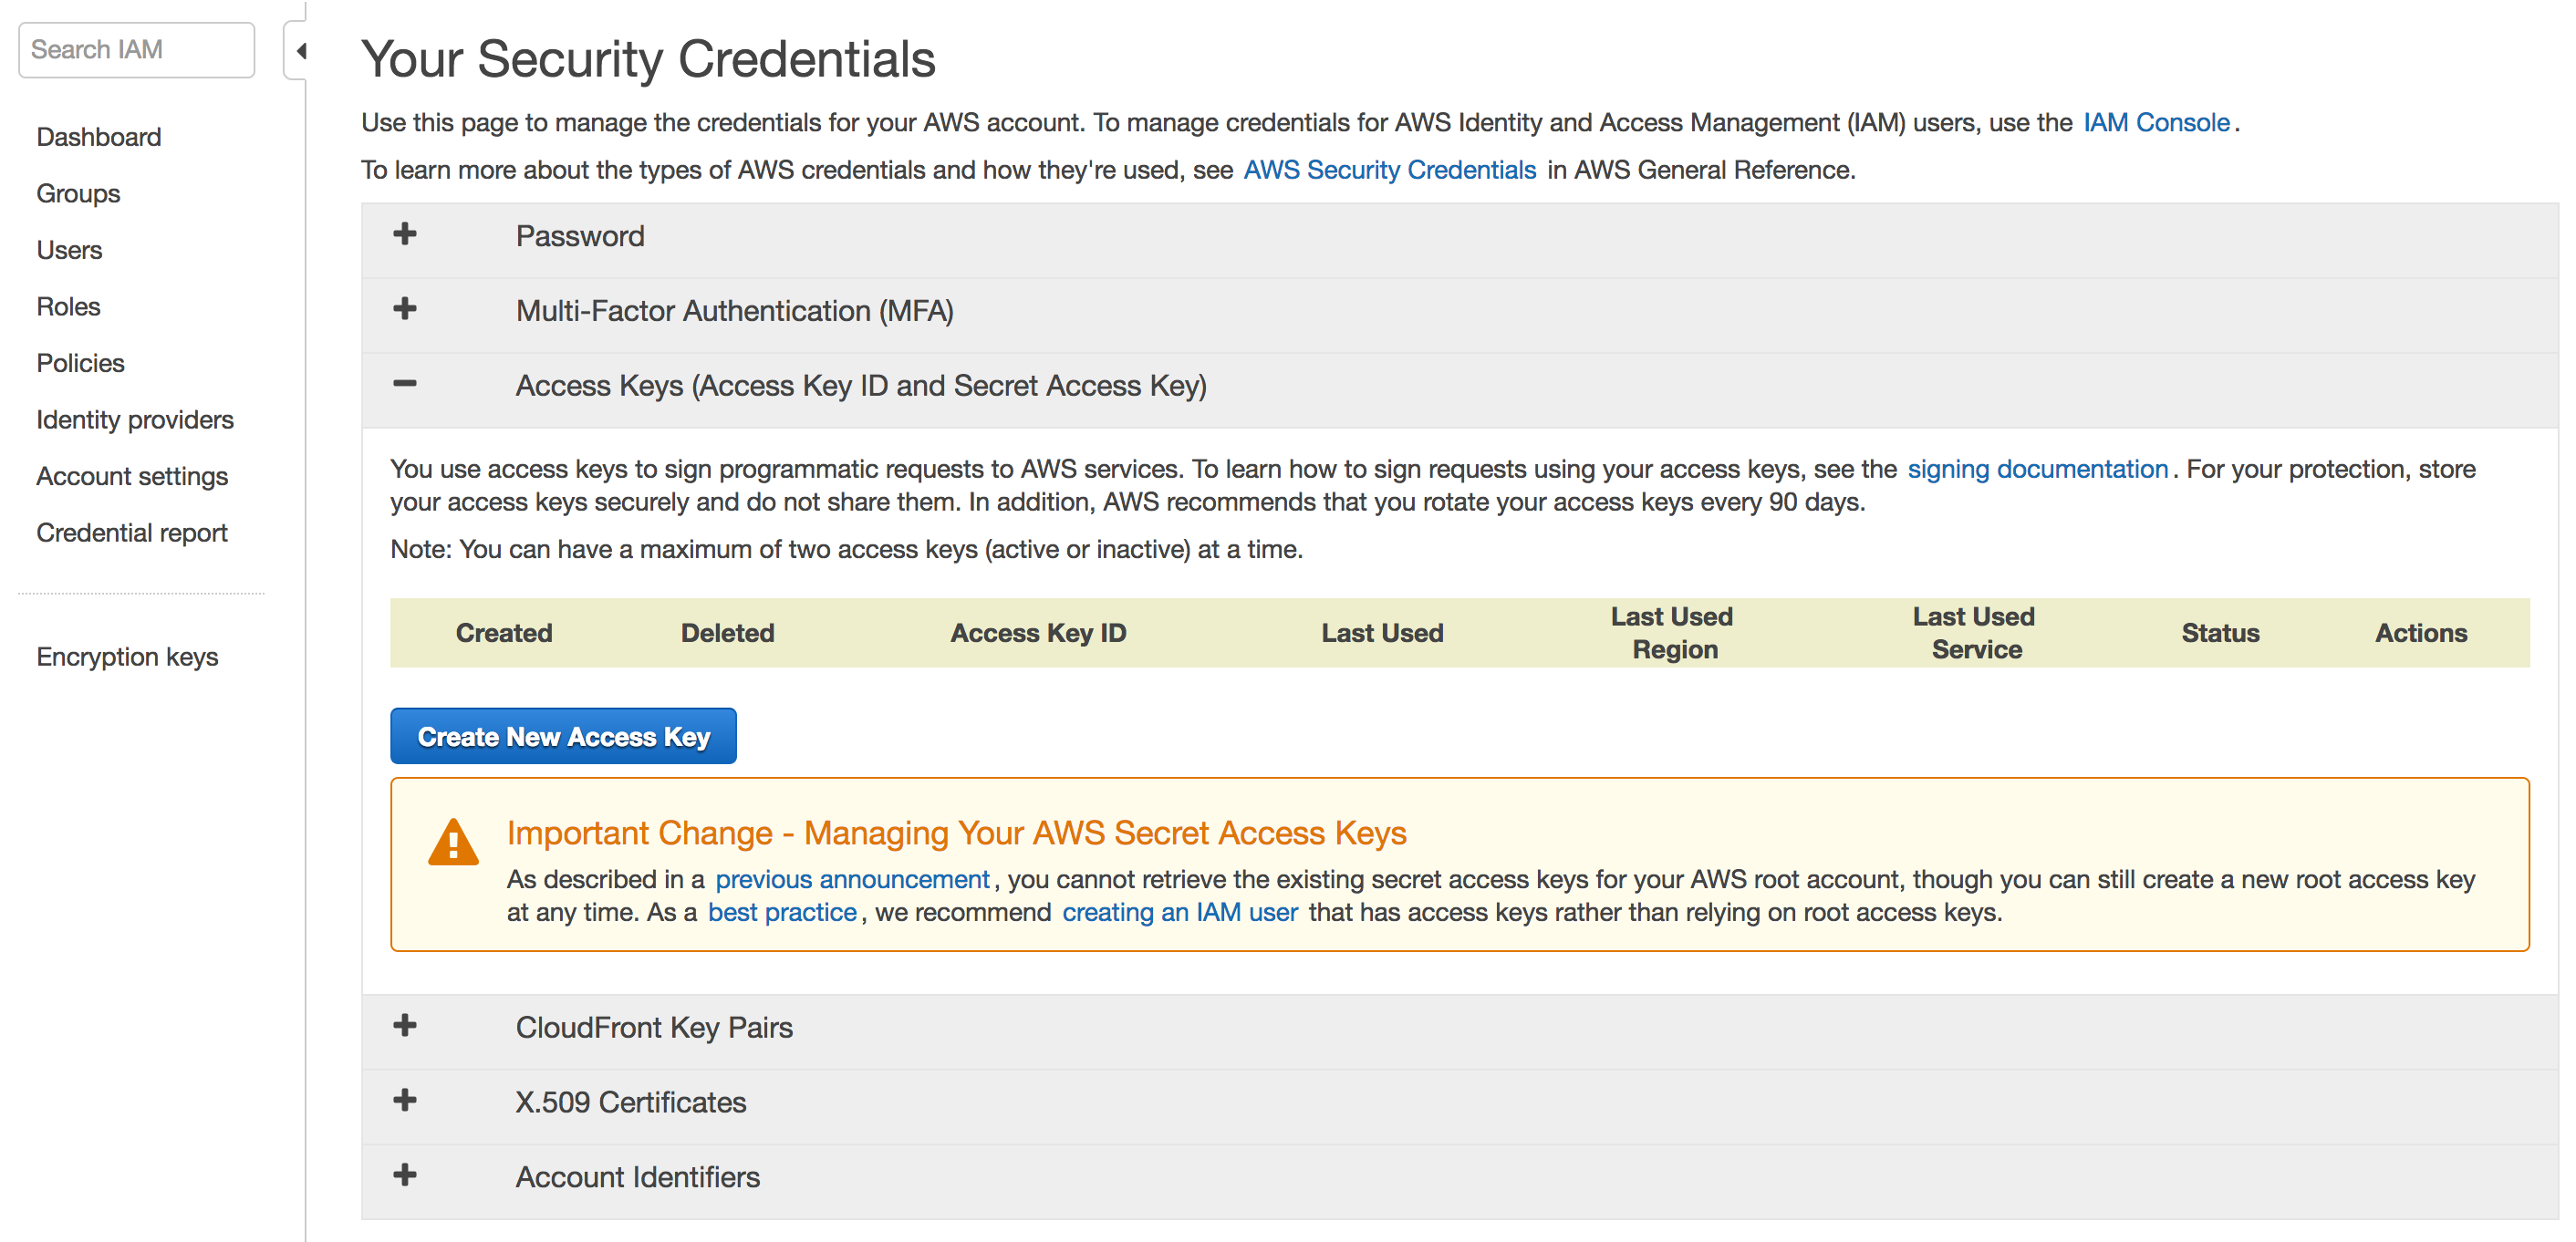 Search IAM
Dashboard
Groups
Users
Roles
Policies
Identity providers
Account settings
Credential report
Encryption keys
Your Security Credentials
Use this page to manage the credentials for your AWS account. To manage credentials for AWS Identity and Access Management (IAM) users, use the IAM Console.
To learn more about the types of AWS credentials and how they're used, see AWS Security Credentials in AWS General Reference.
Password
Multi-Factor Authentication (MFA)
Access Keys (Access Key ID and Secret Access Key)
You use access keys to sign programmatic requests to AWS services. To learn how to sign requests using your access keys, see the signing documentation. For your protection, store
your access keys securely and do not share them. In addition, AWS recommends that you rotate your access keys every 90 days.
Note: You can have a maximum of two access keys (active or inactive) at a time.
Created Deleted Access Key ID Last Used Last Used Region Last Used Service Status Actions
Create New Access Key
Important Change - Managing Your AWS Secret Access Keys
As described in a previous announcement, you cannot retrieve the existing secret access keys for your AWS root account, though you can still create a new root access key
at any time. As a best practice, we recommend creating an IAM user that has access keys rather than relying on root access keys.
CloudFront Key Pairs
X.509 Certificates
Account Identifiers